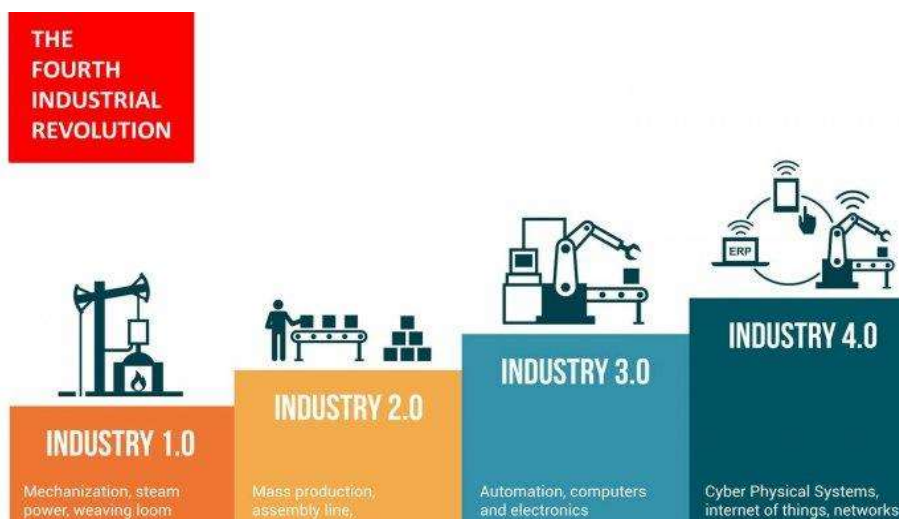 THE
FOURTH
INDUSTRIAL
REVOLUTION
ERP
INDUSTRY 1.0
Mechanization, steam
power, weaving loom
INDUSTRY 2.0
Mass production,
assembly line,
INDUSTRY 3.0
Automation, computers
and electronics
INDUSTRY 4.0
Cyber Physical Systems,
internet of things, networks